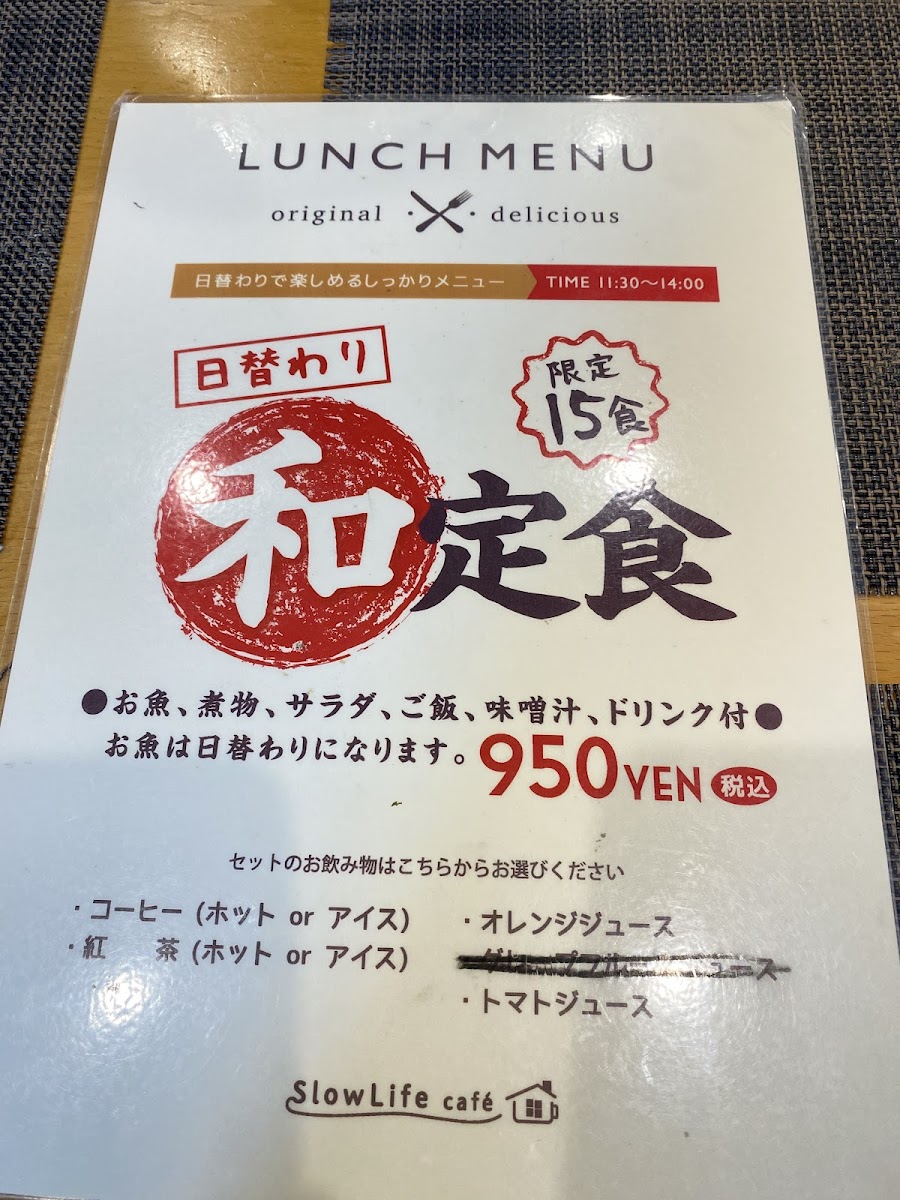 LUNCH MENU
original delicious
日替わりで楽しめるしっかりメニュー TIME 11:30〜14:00
日替わり
限定
15食
和定食
●お魚、煮物、サラダ、ご飯、味噌汁、ドリンク付●
お魚は日替わりになります。950YEN 税込
セットのお飲み物はこちらからお選びください
・コーヒー (ホット or アイス)
・紅 茶 (ホット or アイス)
・オレンジジュース
・トマトジュース
SlowLife café